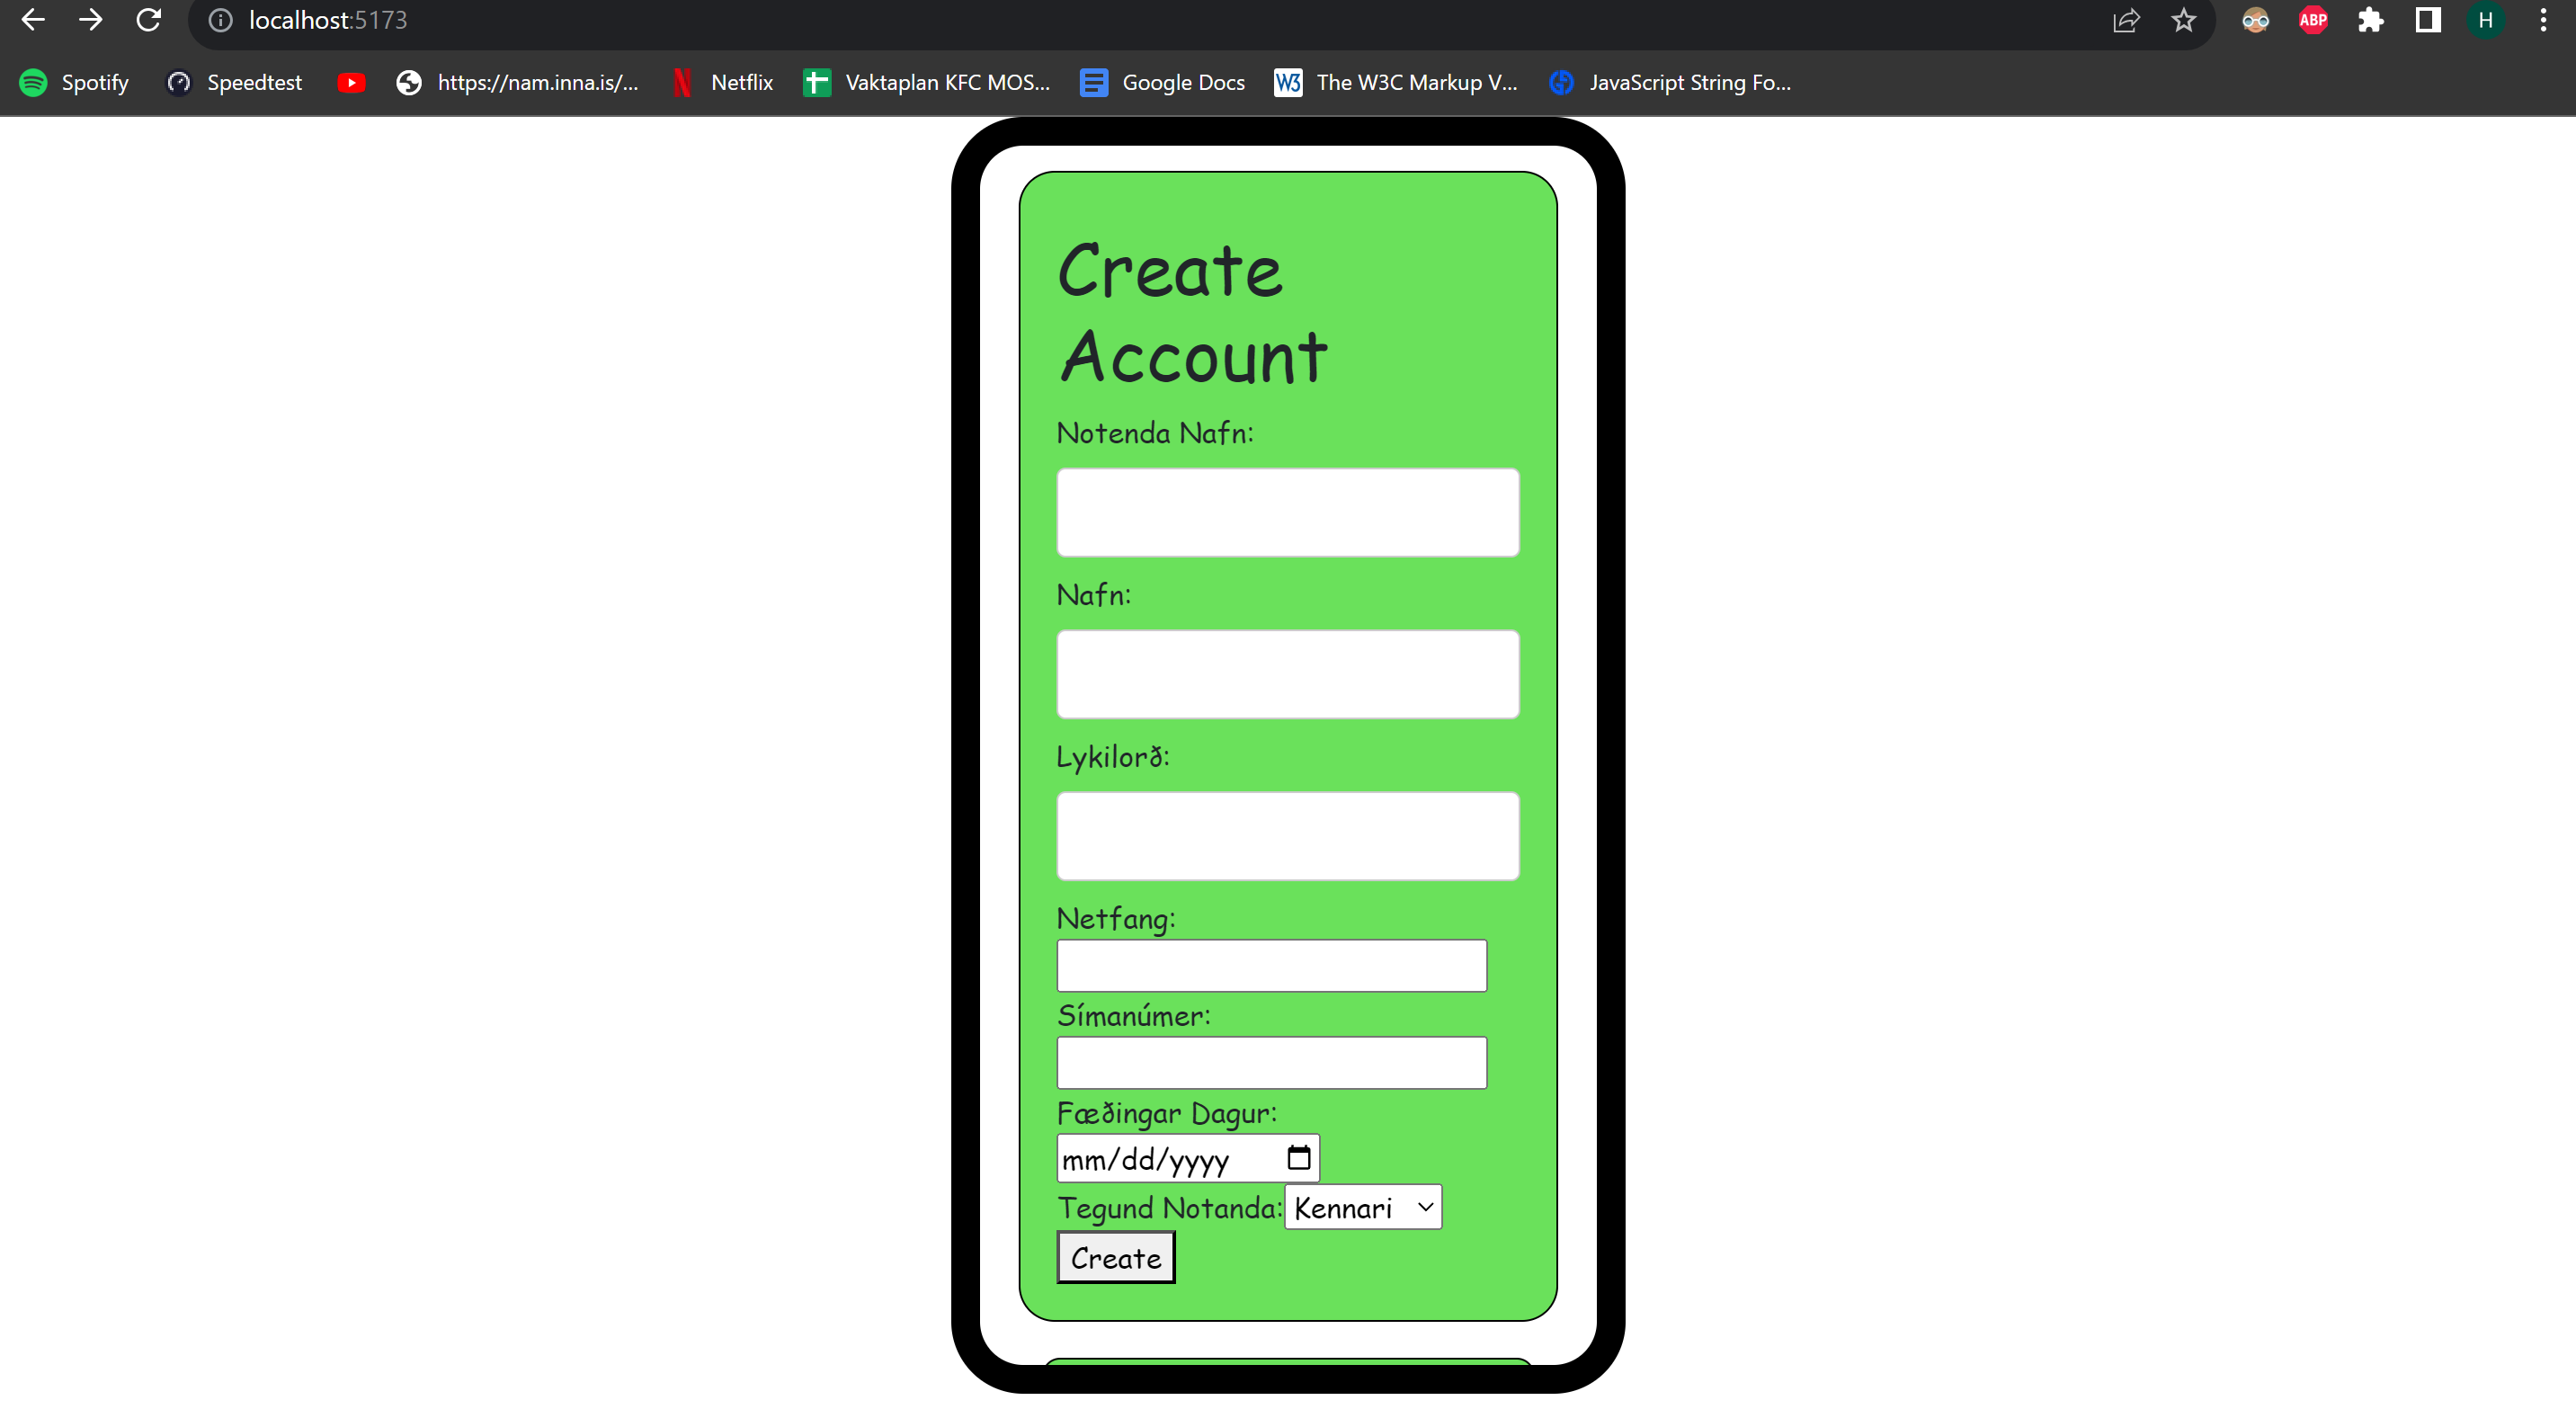 localhost:5173
ABP
H
Spotify
Speedtest
https://nam.inna.is/...
Netflix
Vaktaplan KFC MOS...
Google Docs
W3
The W3C Markup V...
JavaScript String Fo...
Create
Account
Notenda Nafn:
Nafn:
Lykilorð:
Netfang:
Símanúmer:
Fæðingar Dagur:
mm/dd/yyyy
Tegund Notanda: Kennari
Create